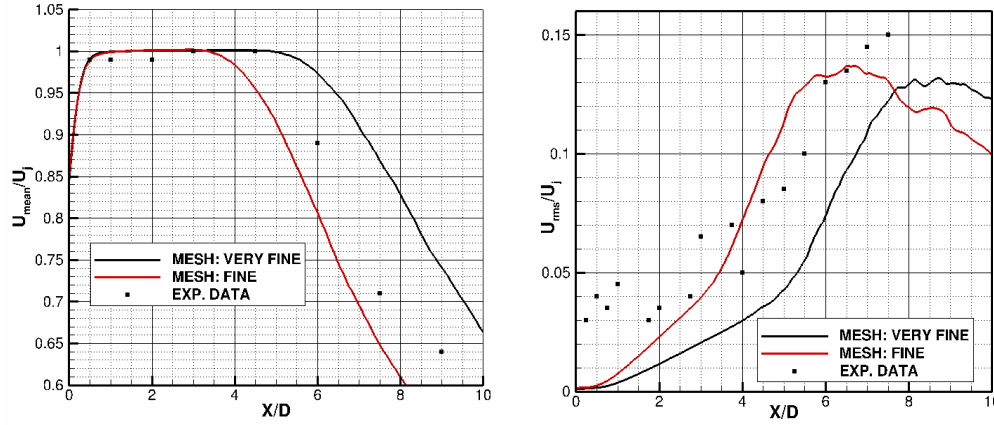 1.05
1
0.95
0.9
0.85
0.8
0.75
0.7
0.65
0.6
U_mean/U_j
MESH: VERY FINE
MESH: FINE
EXP. DATA
0 2 4 6 8 10
X/D
0.15
0.1
0.05
0
U_rms/U_j
MESH: VERY FINE
MESH: FINE
EXP. DATA
0 2 4 6 8 10
X/D